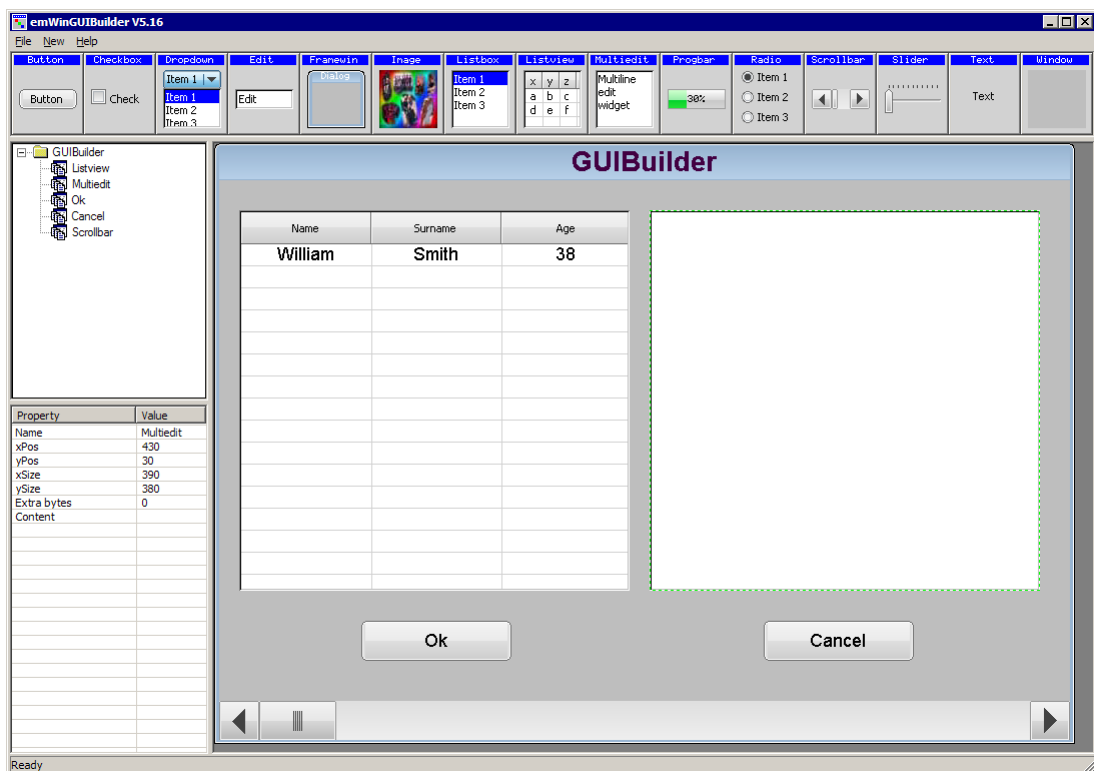 emWinGUIBuilder V5.16
File New Help
Button Checkbox Dropdown Edit Framewin Image Listbox Listview Multiedit Progbar Radio Scrollbar Slider Text Window
Button
Check
Item 1
Item 1
Item 2
Item 3
Edit
Dialog
Item 1
Item 2
Item 3
x y z
a b c
d e f
Multiline
edit
widget
30%
Item 1
Item 2
Item 3
Text
GUIBuilder
Listview
Multiedit
Ok
Cancel
Scrollbar
Property Value
Name Multiedit
xPos 430
yPos 30
xSize 390
ySize 380
Extra bytes 0
Content
GUIBuilder
Name Surname Age
William Smith 38
Ok
Cancel
Ready